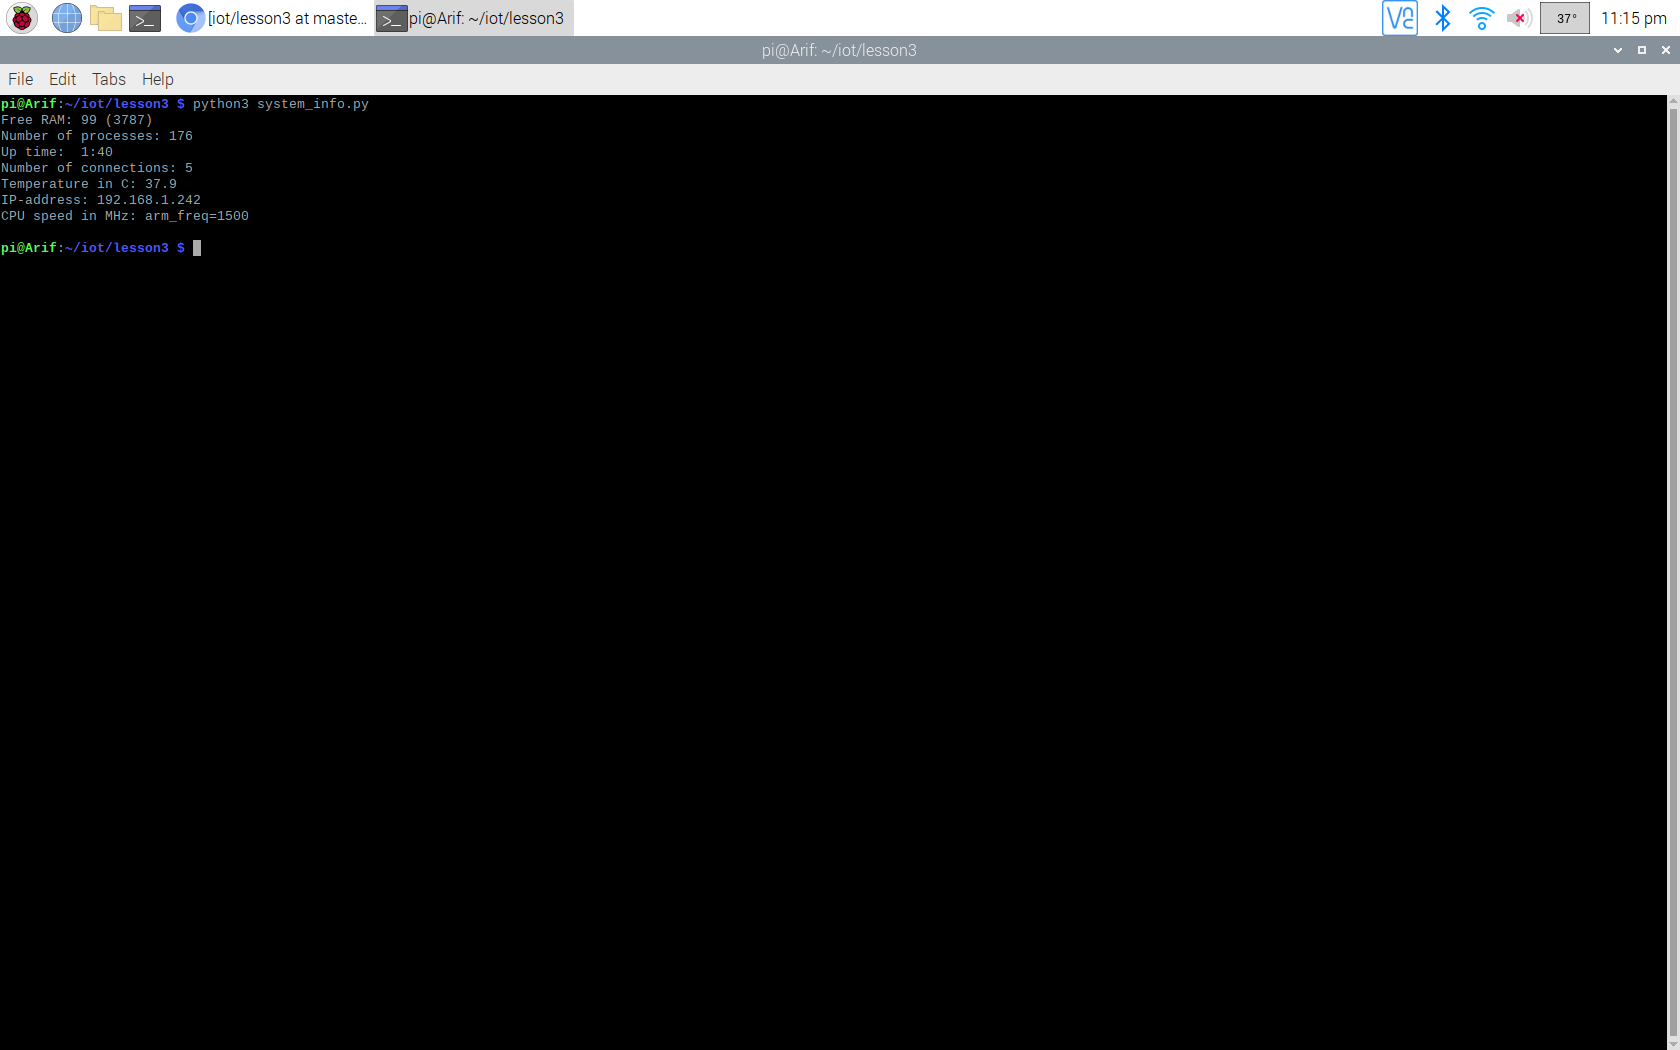 [iot/lesson3 at maste...
pi@Arif: ~/iot/lesson3
37°
11:15 pm
pi@Arif: ~/iot/lesson3
File Edit Tabs Help
pi@Arif:~/iot/lesson3 $ python3 system_info.py
Free RAM: 99 (3787)
Number of processes: 176
Up time:  1:40
Number of connections: 5
Temperature in C: 37.9
IP-address: 192.168.1.242
CPU speed in MHz: arm_freq=1500
pi@Arif:~/iot/lesson3 $